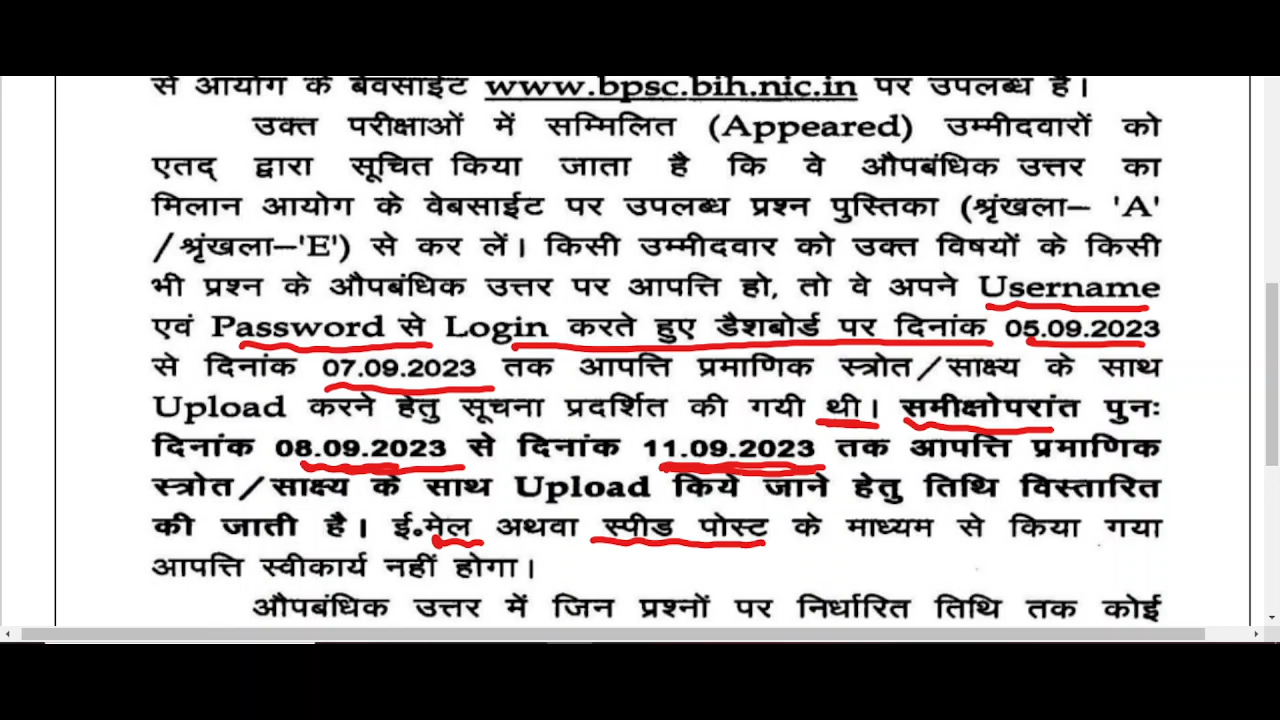 से आयोग के बेवसाईट www.bpsc.bih.nic.in पर उपलब्ध है।
उक्त परीक्षाओं में सम्मिलित (Appeared) उम्मीदवारों को
एतद् द्वारा सूचित किया जाता है कि वे औपबंधिक उत्तर का
मिलान आयोग के वेबसाईट पर उपलब्ध प्रश्न पुस्तिका (श्रृंखला– 'A'
/श्रृंखला–'E') से कर लें। किसी उम्मीदवार को उक्त विषयों के किसी
भी प्रश्न के औपबंधिक उत्तर पर आपत्ति हो, तो वे अपने Username
एवं Password से Login करते हुए डैशबोर्ड पर दिनांक 05.09.2023
से दिनांक 07.09.2023 तक आपत्ति प्रमाणिक स्त्रोत/साक्ष्य के साथ
Upload करने हेतु सूचना प्रदर्शित की गयी थी। समीक्षोपरांत पुनः
दिनांक 08.09.2023 से दिनांक 11.09.2023 तक आपत्ति प्रमाणिक
स्त्रोत/साक्ष्य के साथ Upload किये जाने हेतु तिथि विस्तारित
की जाती है। ई.मेल अथवा स्पीड पोस्ट के माध्यम से किया गया
आपत्ति स्वीकार्य नहीं होगा।
औपबंधिक उत्तर में जिन प्रश्नों पर निर्धारित तिथि तक कोई